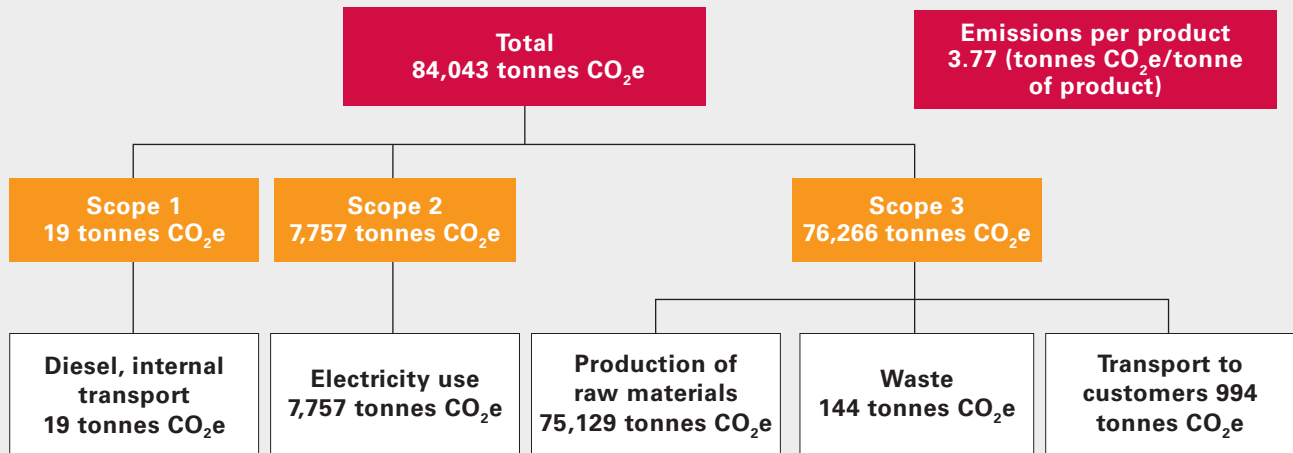 Total
84,043 tonnes CO₂e
Emissions per product
3.77 (tonnes CO₂e/tonne
of product)
Scope 1
19 tonnes CO₂e
Scope 2
7,757 tonnes CO₂e
Scope 3
76,266 tonnes CO₂e
Diesel, internal
transport
19 tonnes CO₂e
Electricity use
7,757 tonnes CO₂e
Production of
raw materials
75,129 tonnes CO₂e
Waste
144 tonnes CO₂e
Transport to
customers 994
tonnes CO₂e